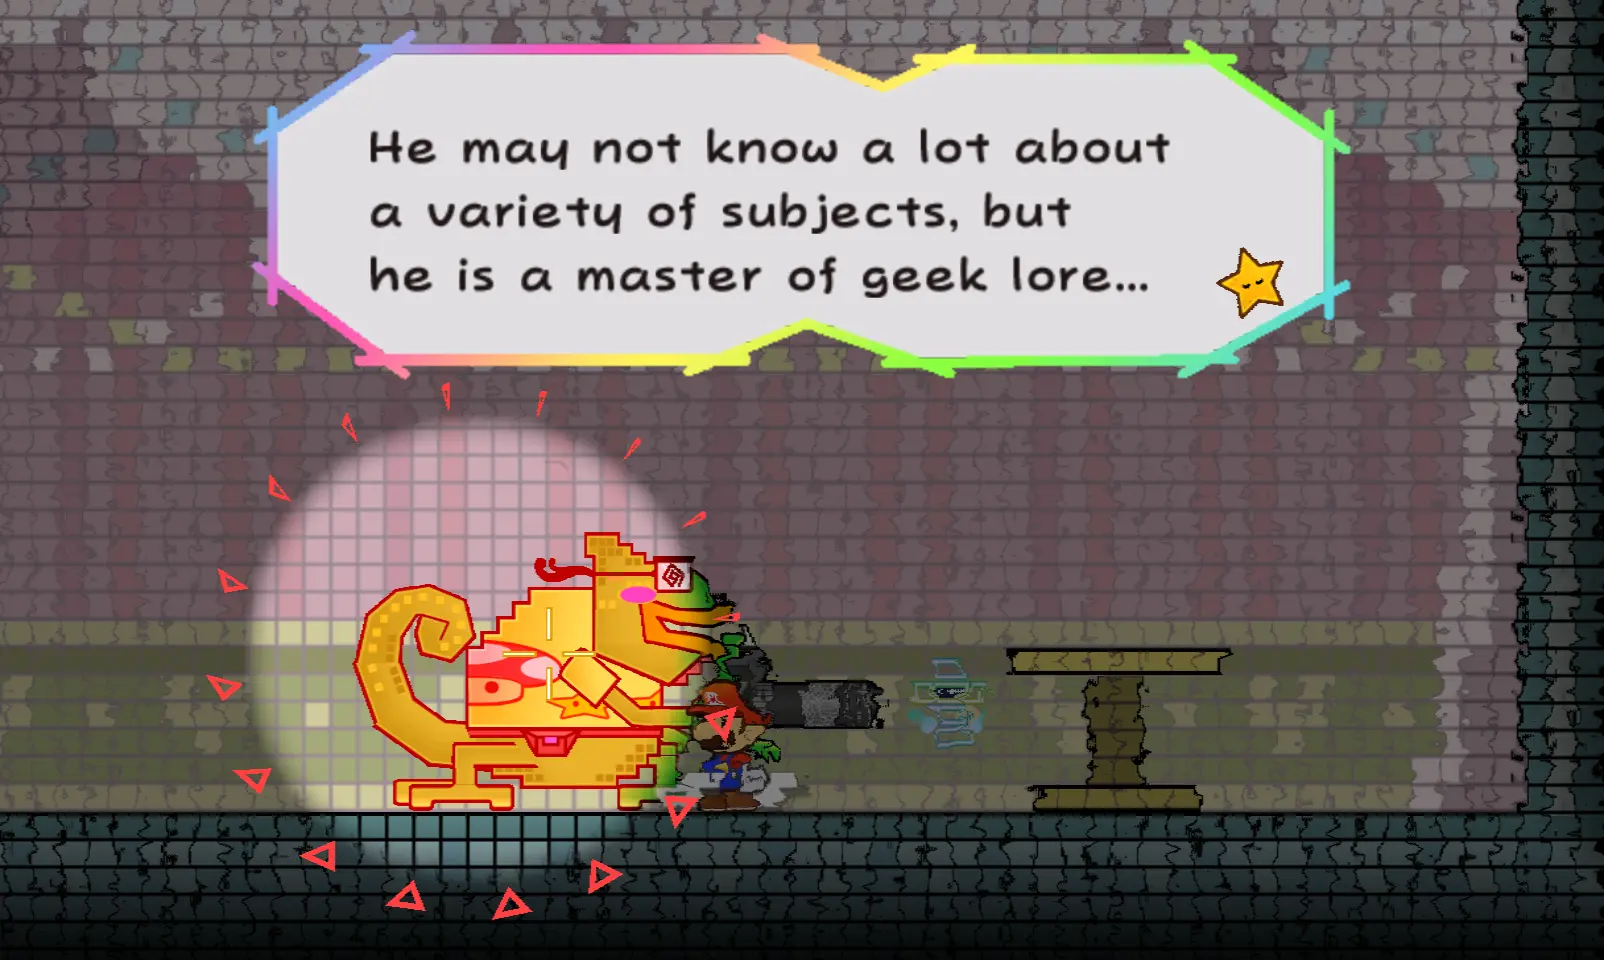 He may not know a lot about
a variety of subjects, but
he is a master of geek lore...